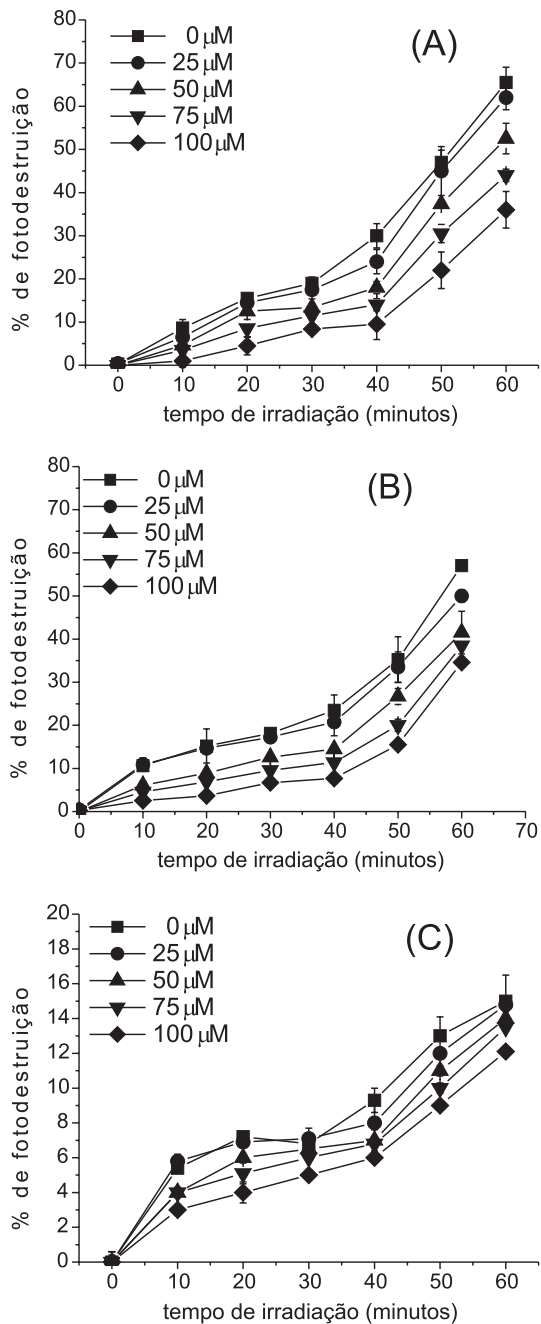 (A)
0 μM
25 μM
50 μM
75 μM
100 μM
80
70
60
50
40
30
20
10
0
% de fotodestruição
0 10 20 30 40 50 60
tempo de irradiação (minutos)
(B)
0 μM
25 μM
50 μM
75 μM
100 μM
80
70
60
50
40
30
20
10
0
% de fotodestruição
0 10 20 30 40 50 60 70
tempo de irradiação (minutos)
(C)
0 μM
25 μM
50 μM
75 μM
100 μM
20
18
16
14
12
10
8
6
4
2
0
% de fotodestruição
0 10 20 30 40 50 60
tempo de irradiação (minutos)